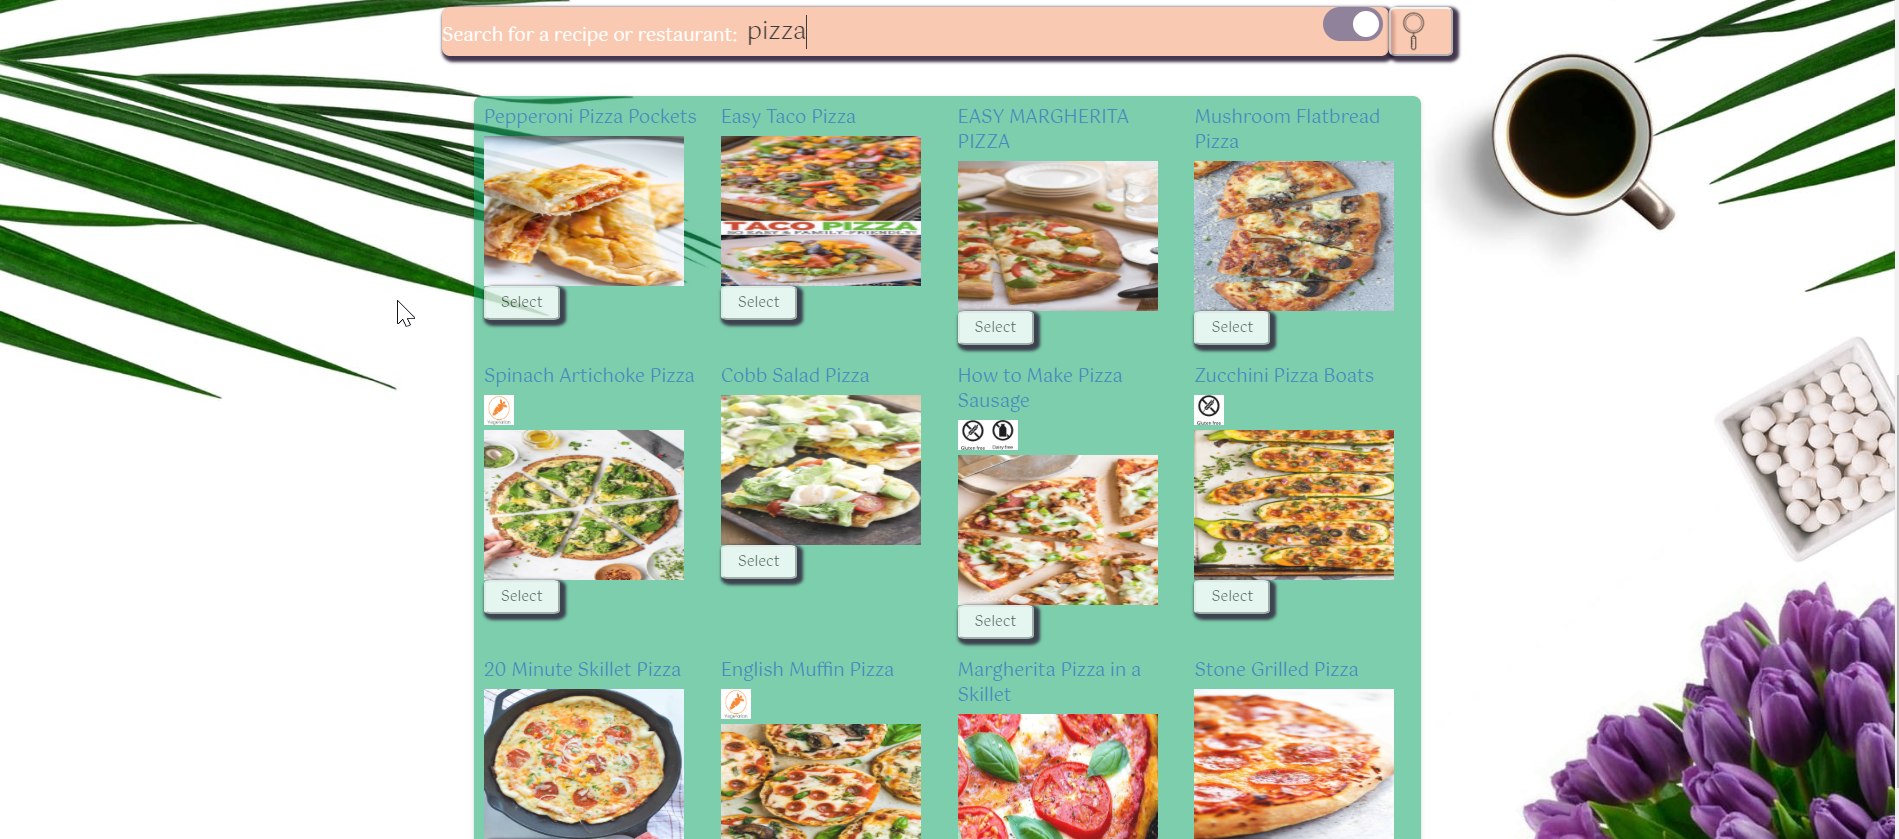 Search for a recipe or restaurant: pizza
Pepperoni Pizza Pockets
Easy Taco Pizza
EASY MARGHERITA
PIZZA
Mushroom Flatbread
Pizza
TACO PIZZA
SO EASY & FAMILY-FRIENDLY!
Select
Select
Select
Select
Spinach Artichoke Pizza
Cobb Salad Pizza
How to Make Pizza
Sausage
Zucchini Pizza Boats
Vegetarian
Gluten free
Dairy free
Gluten free
Select
Select
Select
Select
20 Minute Skillet Pizza
English Muffin Pizza
Margherita Pizza in a
Skillet
Stone Grilled Pizza
Vegetarian